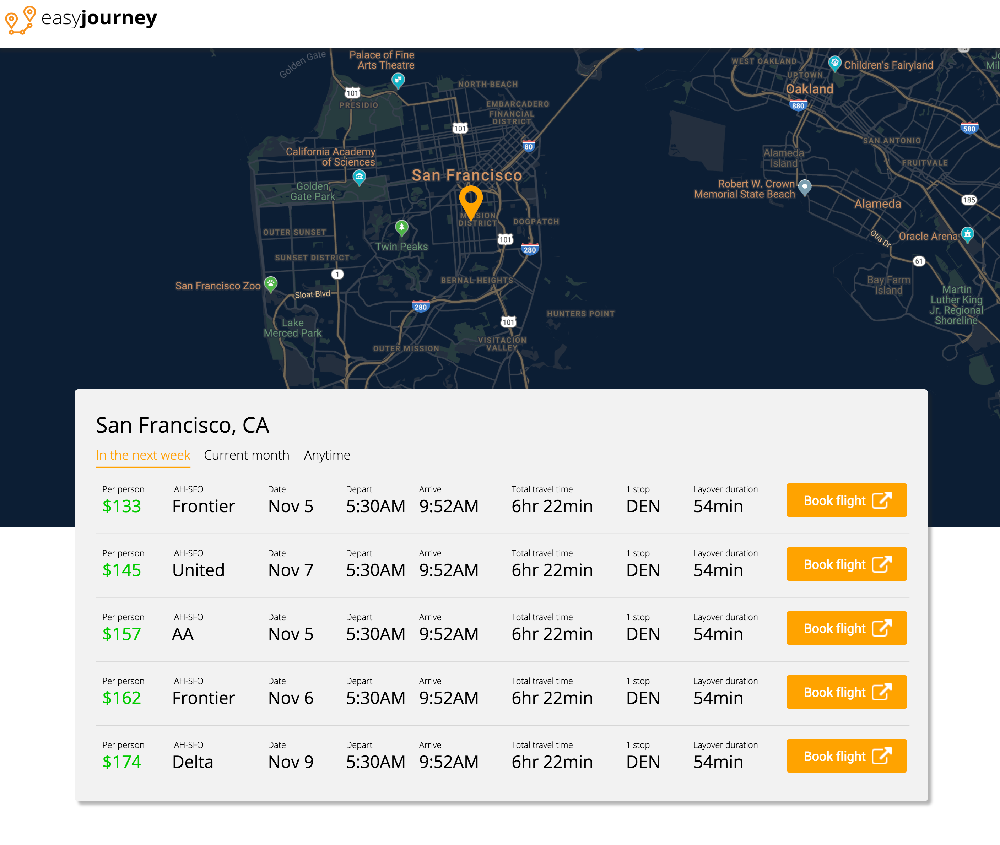 easyjourney
Golden Gate
Palace of Fine
Arts Theatre
101
PRESIDIO
NORTH BEACH
EMBARCADERO
FINANCIAL
DISTRICT
101
80
California Academy
of Sciences
San Francisco
Golden
Gate Park
MISSION
DISTRICT
DOGPATCH
OUTER SUNSET
Twin Peaks
101
280
SUNSET DISTRICT
1
San Francisco Zoo
Sloat Blvd
BERNAL HEIGHTS
280
HUNTERS POINT
101
Lake
Merced Park
OUTER MISSION
VISITACION
VALLEY
WEST OAKLAND
Children's Fairyland
UPTOWN
Oakland
880
580
SAN ANTONIO
Alameda
Island
FRUITVALE
Robert W. Crown
Memorial State Beach
Alameda
185
Otis Dr
Oracle Arena
61
Bay Farm
Island
Martin
Luther King
Jr. Regional
Shoreline
San Francisco, CA
In the next week Current month Anytime
Per person IAH-SFO Date Depart Arrive Total travel time 1 stop Layover duration
$133 Frontier Nov 5 5:30AM 9:52AM 6hr 22min DEN 54min Book flight
Per person IAH-SFO Date Depart Arrive Total travel time 1 stop Layover duration
$145 United Nov 7 5:30AM 9:52AM 6hr 22min DEN 54min Book flight
Per person IAH-SFO Date Depart Arrive Total travel time 1 stop Layover duration
$157 AA Nov 5 5:30AM 9:52AM 6hr 22min DEN 54min Book flight
Per person IAH-SFO Date Depart Arrive Total travel time 1 stop Layover duration
$162 Frontier Nov 6 5:30AM 9:52AM 6hr 22min DEN 54min Book flight
Per person IAH-SFO Date Depart Arrive Total travel time 1 stop Layover duration
$174 Delta Nov 9 5:30AM 9:52AM 6hr 22min DEN 54min Book flight